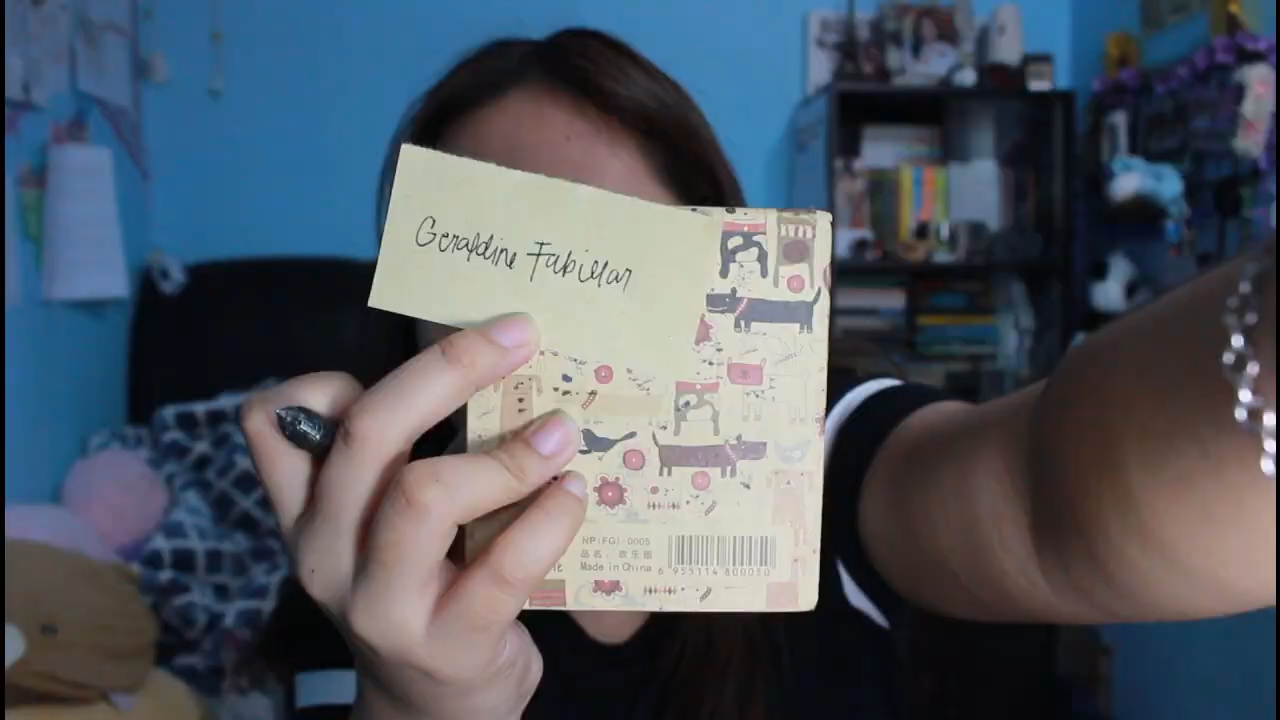 Geraldine Fabillar
NP(FG)-0005
品名: 欢乐图
Made in China
6 955114 800050